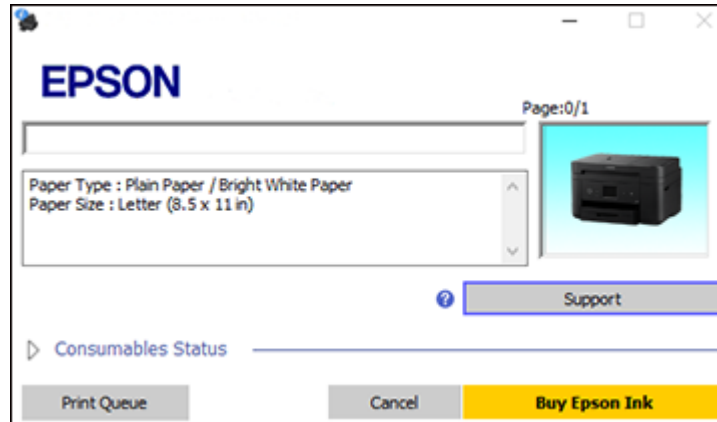 EPSON
Page:0/1
Paper Type : Plain Paper / Bright White Paper
Paper Size : Letter (8.5 x 11 in)
?
Support
Consumables Status
Print Queue
Cancel
Buy Epson Ink